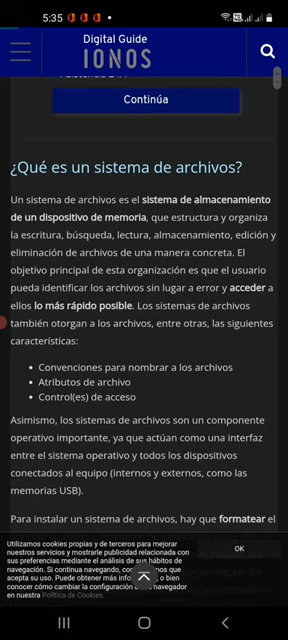 5:35
Digital Guide
IONOS
Continúa
¿Qué es un sistema de archivos?
Un sistema de archivos es el sistema de almacenamiento
de un dispositivo de memoria, que estructura y organiza
la escritura, búsqueda, lectura, almacenamiento, edición y
eliminación de archivos de una manera concreta. El
objetivo principal de esta organización es que el usuario
pueda identificar los archivos sin lugar a error y acceder a
ellos lo más rápido posible. Los sistemas de archivos
también otorgan a los archivos, entre otras, las siguientes
características:
• Convenciones para nombrar a los archivos
• Atributos de archivo
• Control(es) de acceso
Asimismo, los sistemas de archivos son un componente
operativo importante, ya que actúan como una interfaz
entre el sistema operativo y todos los dispositivos
conectados al equipo (internos y externos, como las
memorias USB).
Para instalar un sistema de archivos, hay que formatear el
Utilizamos cookies propias y de terceros para mejorar
nuestros servicios y mostrarle publicidad relacionada con
sus preferencias mediante el análisis de sus hábitos de
navegación. Si continua navegando, con que
acepta su uso. Puede obtener más o bien
conocer cómo cambiar la configuración navegador
en nuestra Política de Cookies.
OK